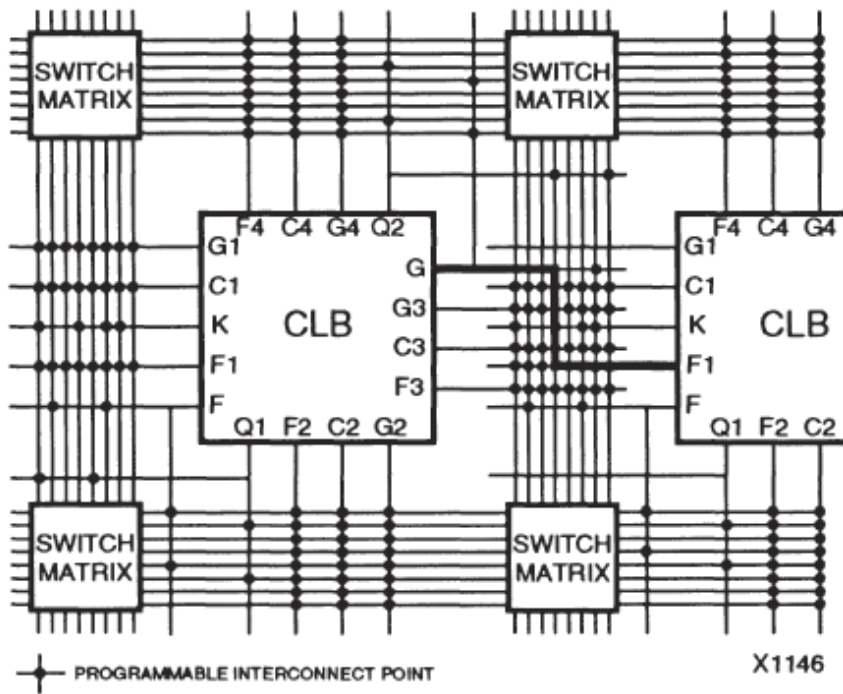 SWITCH
MATRIX
SWITCH
MATRIX
F4 C4 G4 Q2
F4 C4 G4
G1
G
G1
C1
G3
C1
K
CLB
K
CLB
C3
F1
F1
F3
F
F
Q1 F2 C2 G2
Q1 F2 C2
SWITCH
MATRIX
SWITCH
MATRIX
PROGRAMMABLE INTERCONNECT POINT
X1146